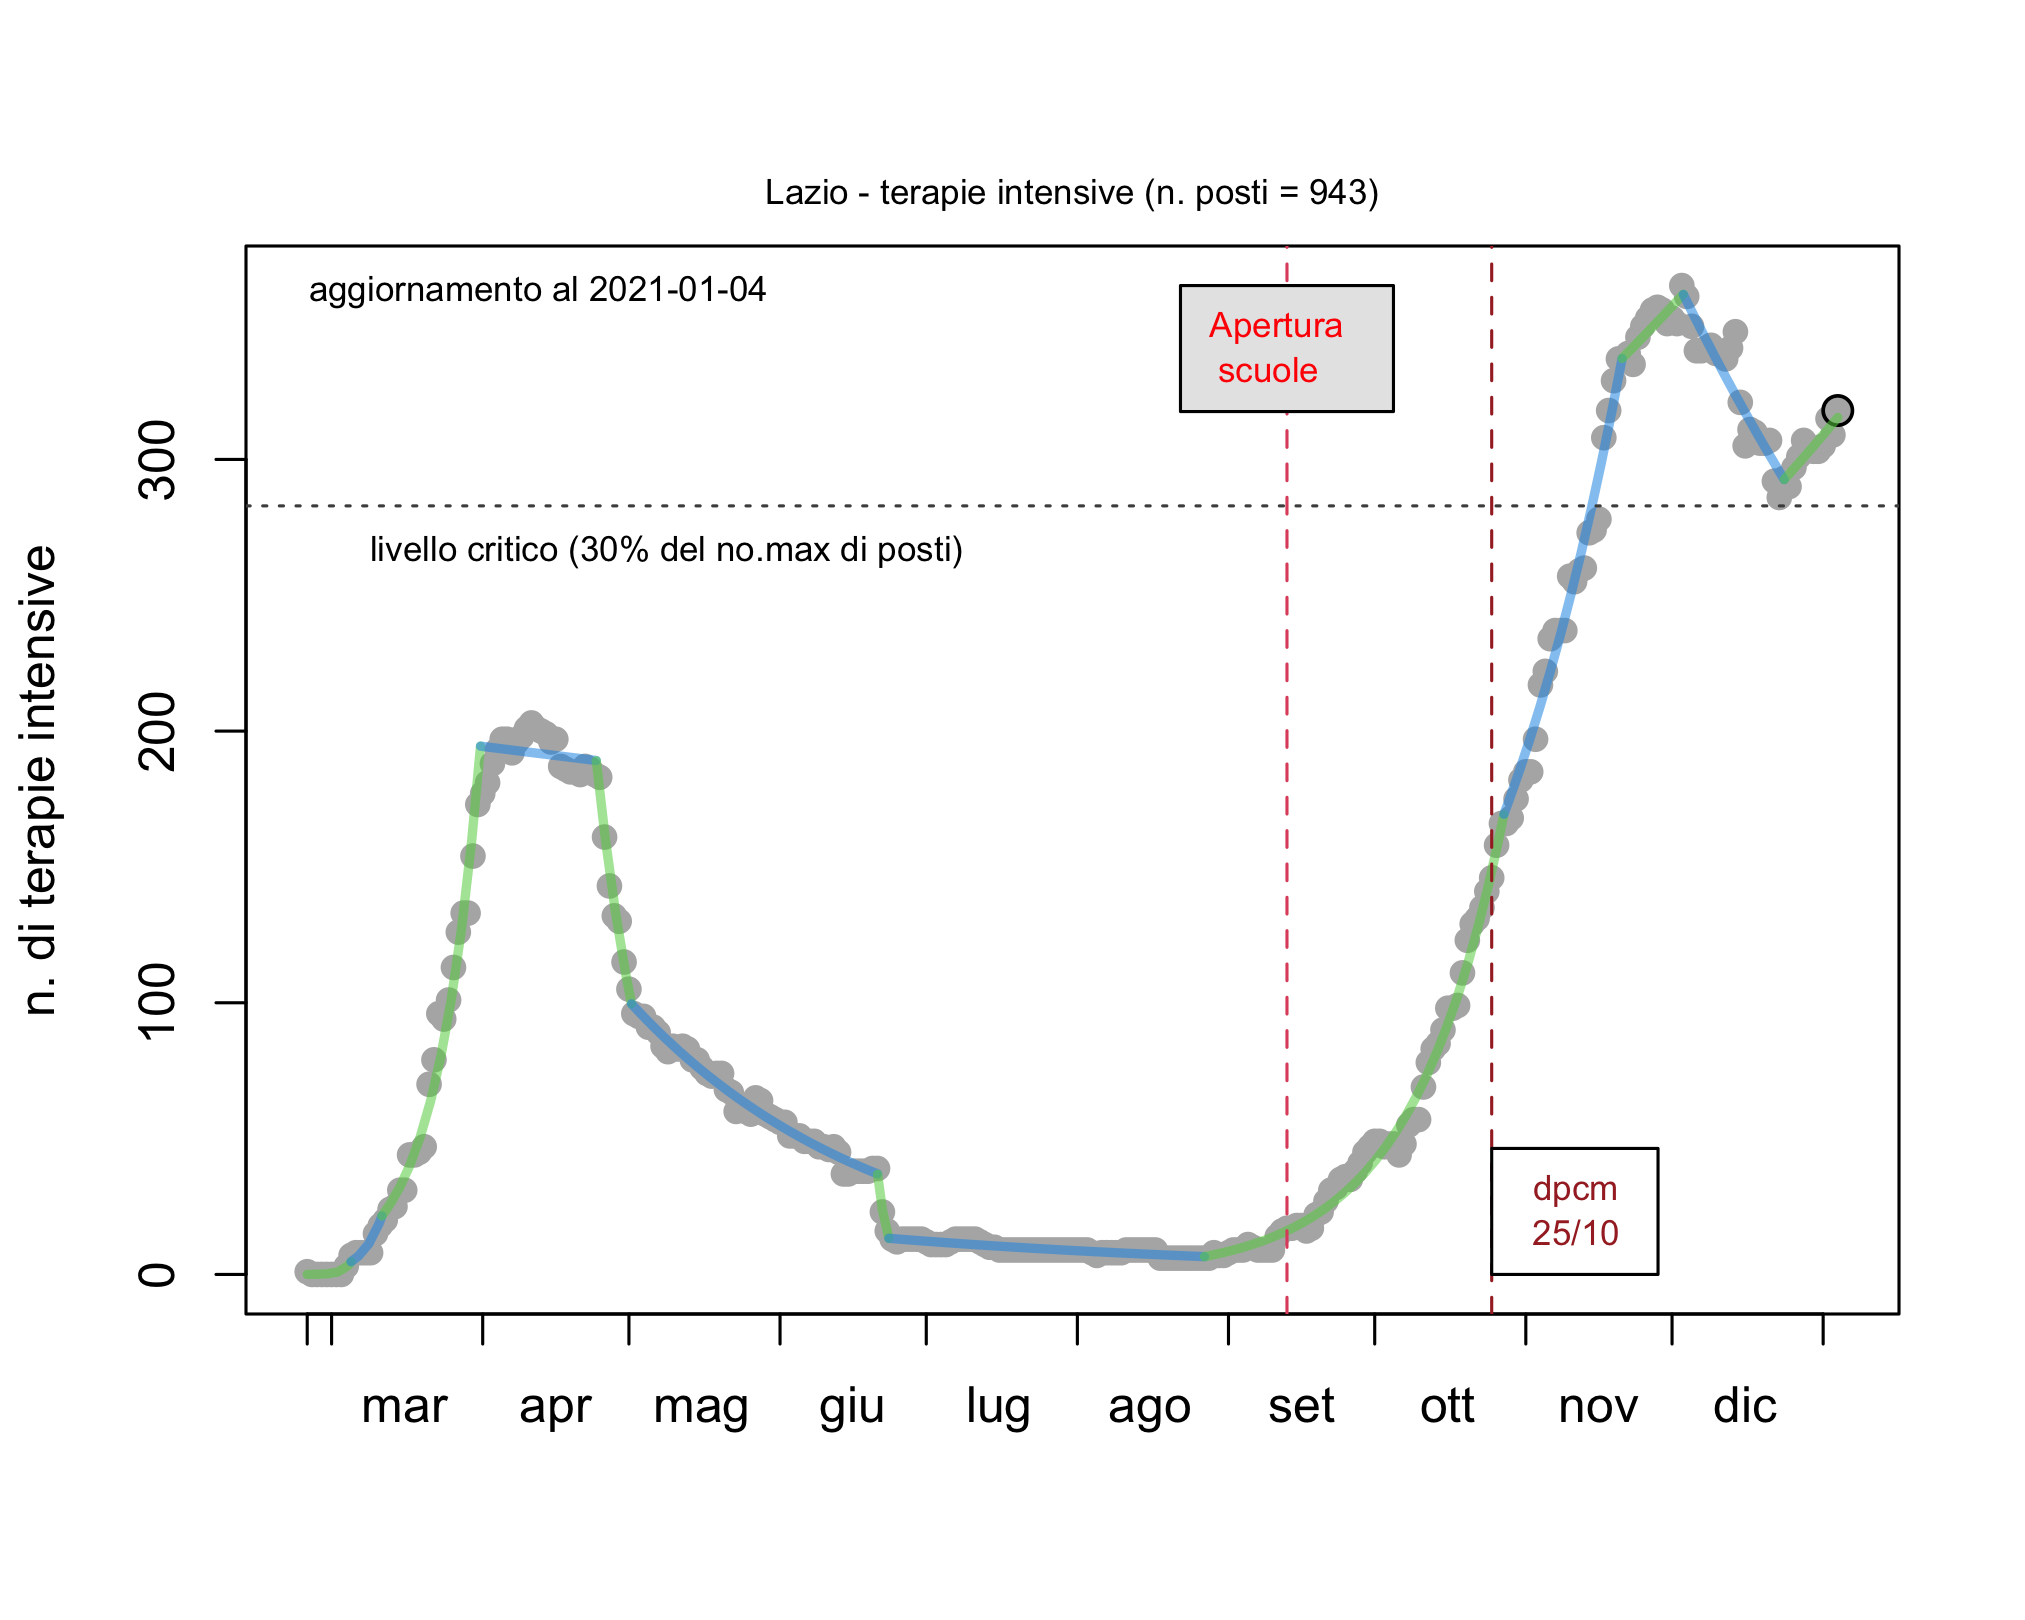 Lazio - terapie intensive (n. posti = 943)
aggiornamento al 2021-01-04
Apertura
scuole
livello critico (30% del no.max di posti)
dpcm
25/10
n. di terapie intensive
300
200
100
0
mar apr mag giu lug ago set ott nov dic